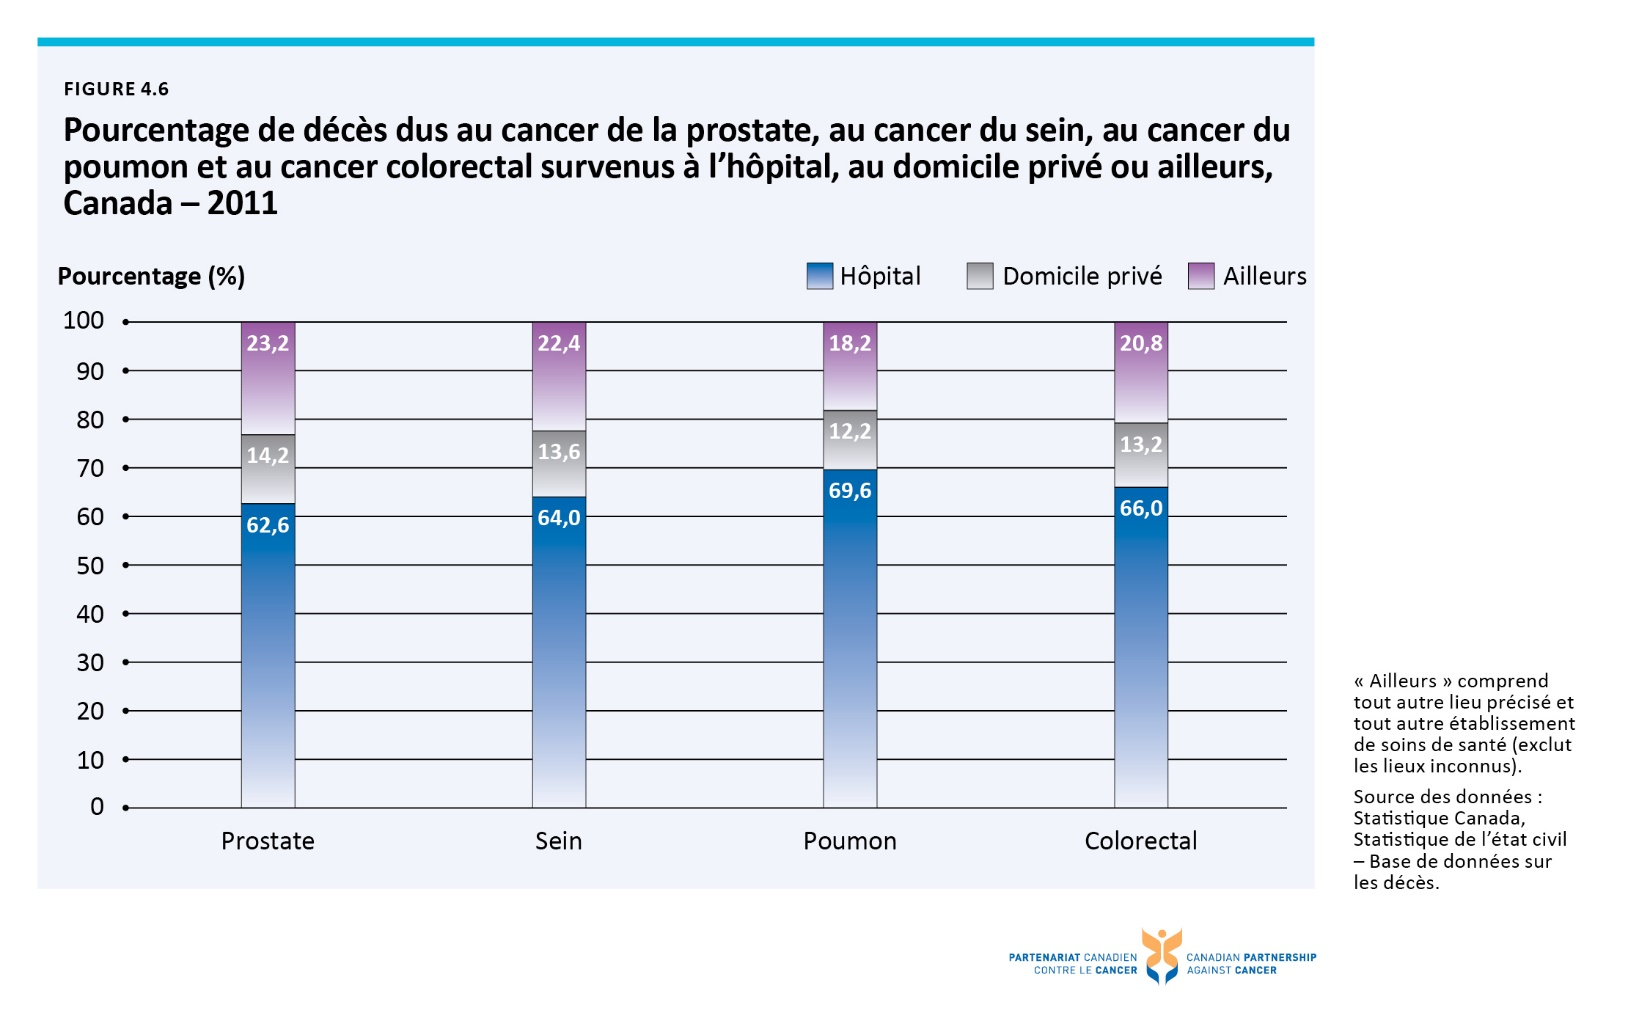 FIGURE 4.6
Pourcentage de décès dus au cancer de la prostate, au cancer du sein, au cancer du
poumon et au cancer colorectal survenus à l’hôpital, au domicile privé ou ailleurs,
Canada – 2011
Pourcentage (%)
Hôpital
Domicile privé
Ailleurs
100
90
80
70
60
50
40
30
20
10
0
23,2
14,2
62,6
22,4
13,6
64,0
18,2
12,2
69,6
20,8
13,2
66,0
Prostate
Sein
Poumon
Colorectal
« Ailleurs » comprend
tout autre lieu précisé et
tout autre établissement
de soins de santé (exclut
les lieux inconnus).
Source des données :
Statistique Canada,
Statistique de l’état civil
– Base de données sur
les décès.
PARTENARIAT CANADIEN
CONTRE LE CANCER
CANADIAN PARTNERSHIP
AGAINST CANCER